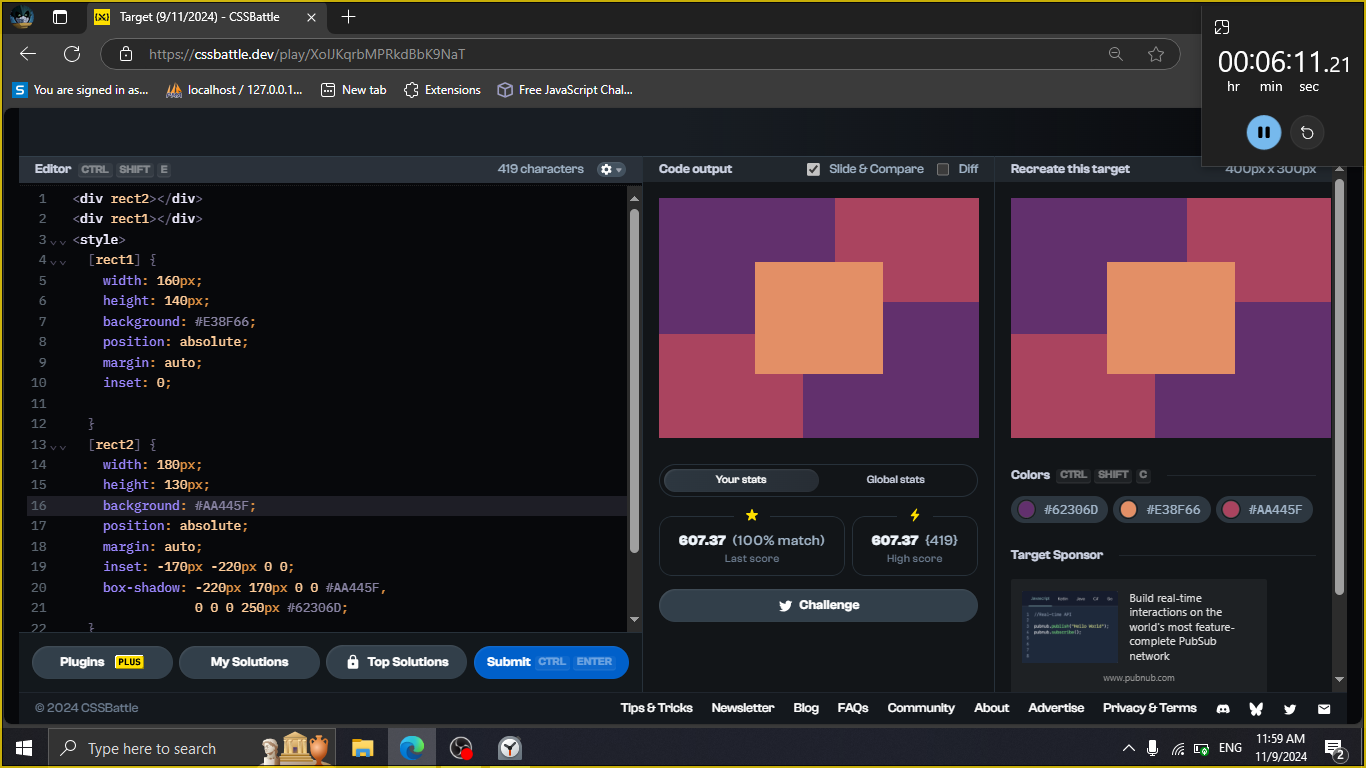 Target (9/11/2024) - CSSBattle
https://cssbattle.dev/play/XoIJKqrbMPRkdBbK9NaT
You are signed in as...
localhost / 127.0.0.1...
New tab
Extensions
Free JavaScript Chal...
00:06:11.21
hr min sec
Editor CTRL SHIFT E
419 characters
Code output
Slide & Compare
Diff
Recreate this target
400px x 300px
1 <div rect2></div>
2 <div rect1></div>
3 <style>
4 [rect1] {
5 width: 160px;
6 height: 140px;
7 background: #E38F66;
8 position: absolute;
9 margin: auto;
10 inset: 0;
11
12 }
13 [rect2] {
14 width: 180px;
15 height: 130px;
16 background: #AA445F;
17 position: absolute;
18 margin: auto;
19 inset: -170px -220px 0 0;
20 box-shadow: -220px 170px 0 0 #AA445F,
21 0 0 0 250px #62306D;
22 }
Your stats
Global stats
607.37 (100% match)
Last score
607.37 {419}
High score
Challenge
Colors CTRL SHIFT C
#62306D
#E38F66
#AA445F
Target Sponsor
Build real-time
interactions on the
world's most feature-
complete PubSub
network
www.pubnub.com
Plugins PLUS
My Solutions
Top Solutions
Submit CTRL ENTER
© 2024 CSSBattle
Tips & Tricks
Newsletter
Blog
FAQs
Community
About
Advertise
Privacy & Terms
Type here to search
ENG
11:59 AM
11/9/2024
2